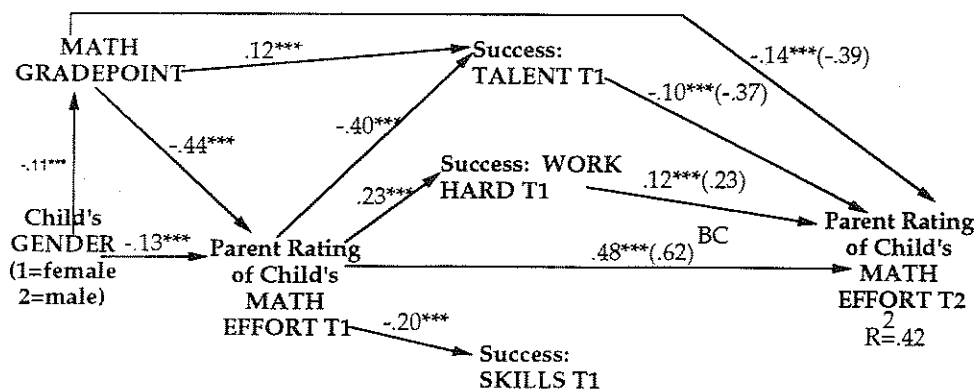 MATH
GRADEPOINT
.12***
Success:
TALENT T1
-.14***(-.39)
-.10***(-.37)
-.40***
-.44***
-.11***
Success: WORK
HARD T1
.23***
.12***(.23)
Child's
GENDER
(1=female
2=male)
-.13***
Parent Rating
of Child's
MATH
EFFORT T1
BC
.48***(.62)
Parent Rating
of Child's
MATH
EFFORT T2
2
R=.42
-.20***
Success:
SKILLS T1